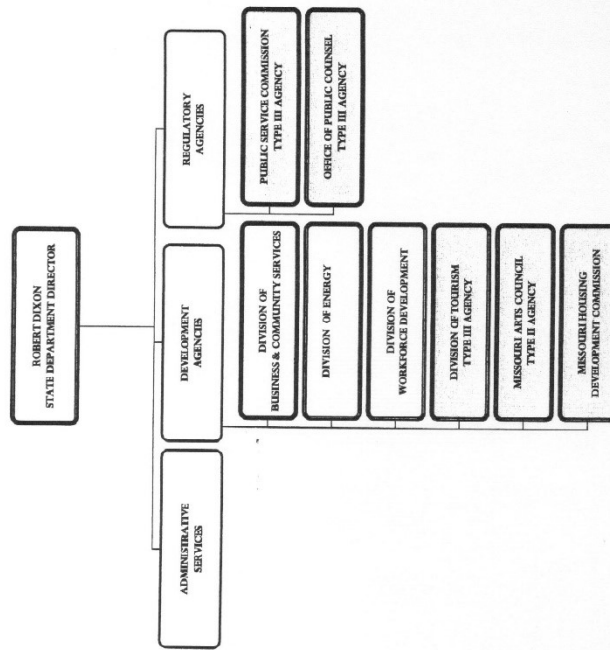 ROBERT DIXON
STATE DEPARTMENT DIRECTOR
ADMINISTRATIVE
SERVICES
DEVELOPMENT
AGENCIES
REGULATORY
AGENCIES
DIVISION OF
BUSINESS & COMMUNITY SERVICES
DIVISION OF ENERGY
DIVISION OF
WORKFORCE DEVELOPMENT
DIVISION OF TOURISM
TYPE III AGENCY
MISSOURI ARTS COUNCIL
TYPE II AGENCY
MISSOURI HOUSING
DEVELOPMENT COMMISSION
PUBLIC SERVICE COMMISSION
TYPE III AGENCY
OFFICE OF PUBLIC COUNSEL
TYPE III AGENCY